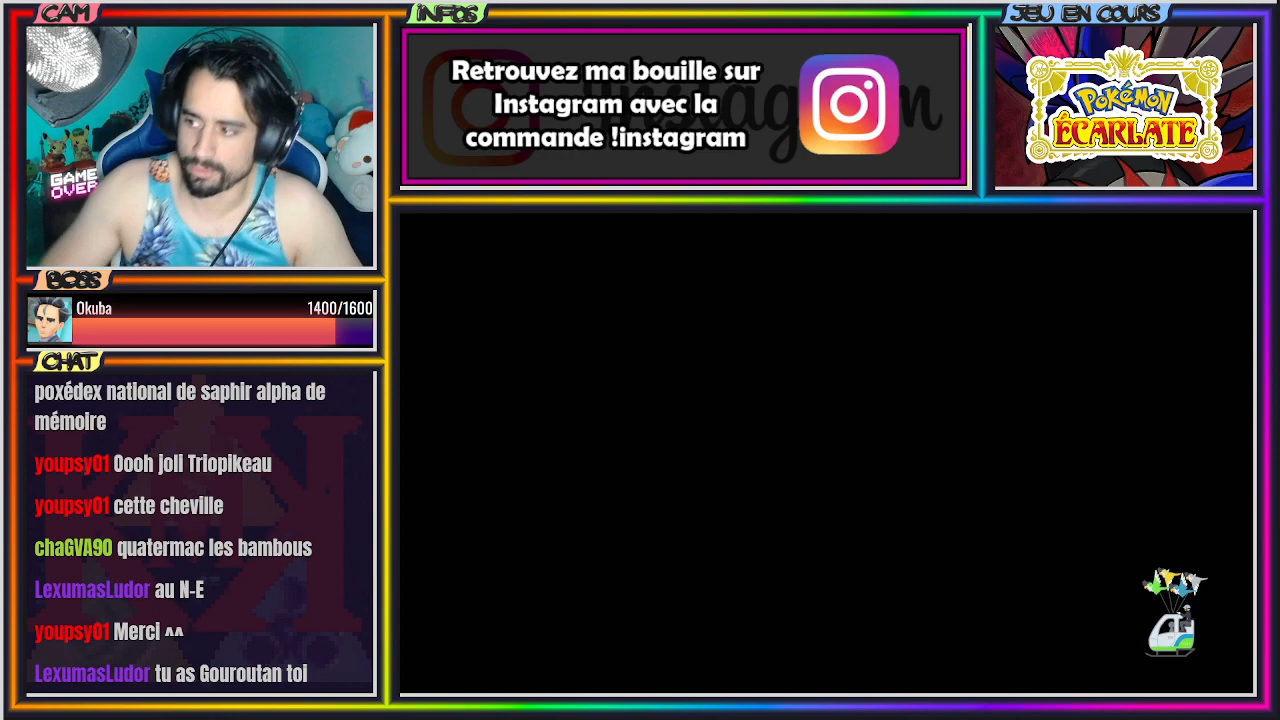 CAM
INFOS
JEU EN COURS
Retrouvez ma bouille sur
Instagram avec la
commande !instagram
POKÉMON
ÉCARLATE
GAME
OVER
BOSS
Okuba 1400/1600
CHAT
poxédex national de saphir alpha de
mémoire
youpsy01 Oooh joli Triopikeau
youpsy01 cette cheville
chaGVA90 quatermac les bambous
LexumasLudor au N-E
youpsy01 Merci ^^
LexumasLudor tu as Gouroutan toi